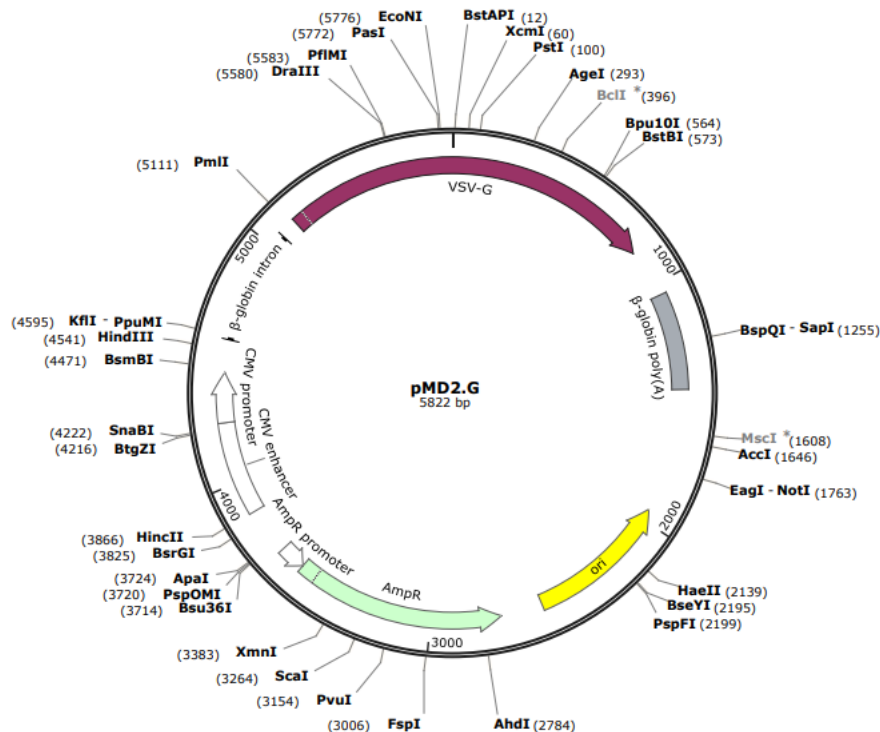 (5776) EcoNI
(5772) PasI
(5583) PflMI
(5580) DraIII
BstAPI (12)
XcmI (60)
PstI (100)
AgeI (293)
BclI * (396)
Bpu10I (564)
BstBI (573)
(5111) PmlI
VSV-G
5000
1000
β-globin intron
β-globin poly(A)
(4595) KflI - PpuMI
(4541) HindIII
(4471) BsmBI
BspQI - SapI (1255)
pMD2.G
5822 bp
CMV promoter
CMV enhancer
(4222) SnaBI
(4216) BtgZI
MscI * (1608)
AccI (1646)
EagI - NotI (1763)
4000
2000
(3866) HincII
(3825) BsrGI
(3724) ApaI
(3720) PspOMI
(3714) Bsu36I
AmpR promoter
AmpR
ori
HaeII (2139)
BseYI (2195)
PspFI (2199)
3000
(3383) XmnI
(3264) ScaI
(3154) PvuI
(3006) FspI
AhdI (2784)